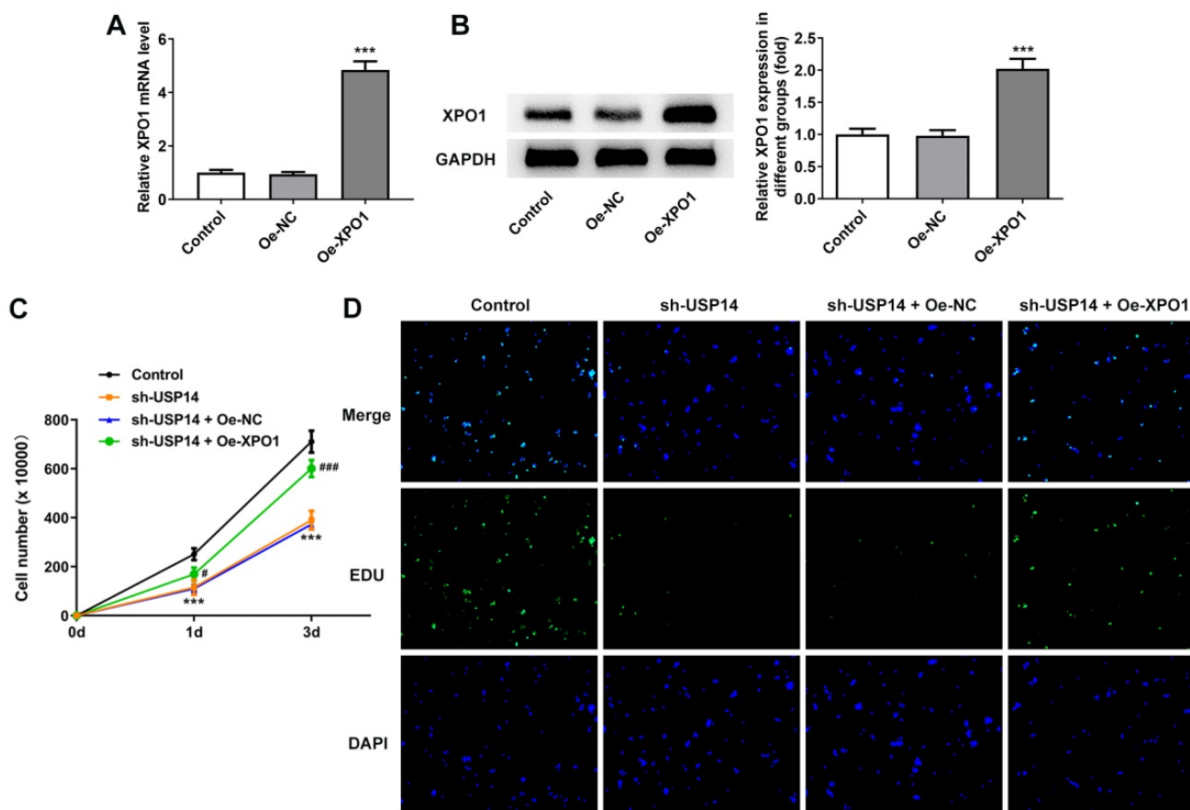 A
Relative XPO1 mRNA level
6
4
2
0
***
Control
Oe-NC
Oe-XPO1
B
XPO1
GAPDH
Control
Oe-NC
Oe-XPO1
Relative XPO1 expression in
different groups (fold)
2.5
2.0
1.5
1.0
0.5
0.0
***
Control
Oe-NC
Oe-XPO1
C
Control
sh-USP14
sh-USP14 + Oe-NC
sh-USP14 + Oe-XPO1
Cell number (x 10000)
800
600
400
200
0
###
***
#
***
0d
1d
3d
D
Control
sh-USP14
sh-USP14 + Oe-NC
sh-USP14 + Oe-XPO1
Merge
EDU
DAPI